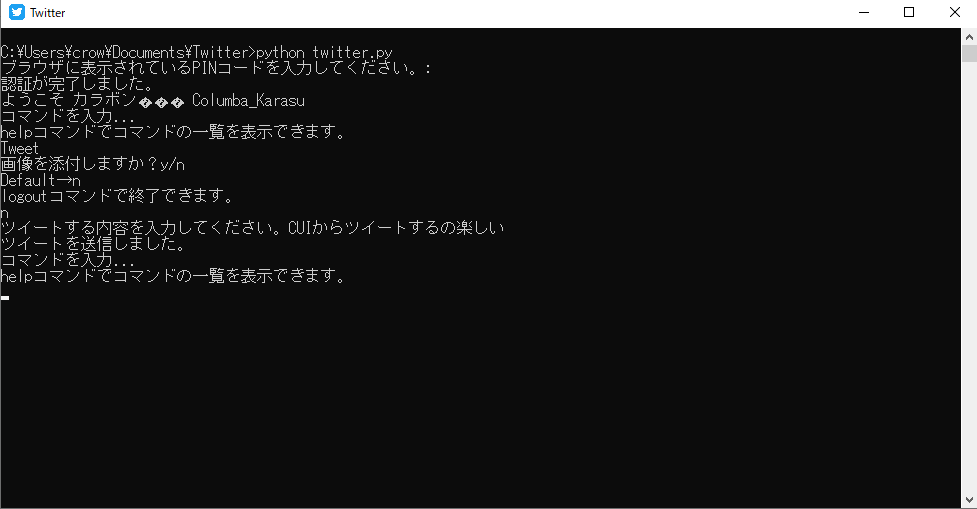 Twitter
C:¥Users¥crow¥Documents¥Twitter>python twitter.py
ブラウザに表示されているPINコードを入力してください。:
認証が完了しました。
ようこそ カラボン��� Columba_Karasu
コマンドを入力...
helpコマンドでコマンドの一覧を表示できます。
Tweet
画像を添付しますか？y/n
Default→n
logoutコマンドで終了できます。
n
ツイートする内容を入力してください。CUIからツイートするの楽しい
ツイートを送信しました。
コマンドを入力...
helpコマンドでコマンドの一覧を表示できます。